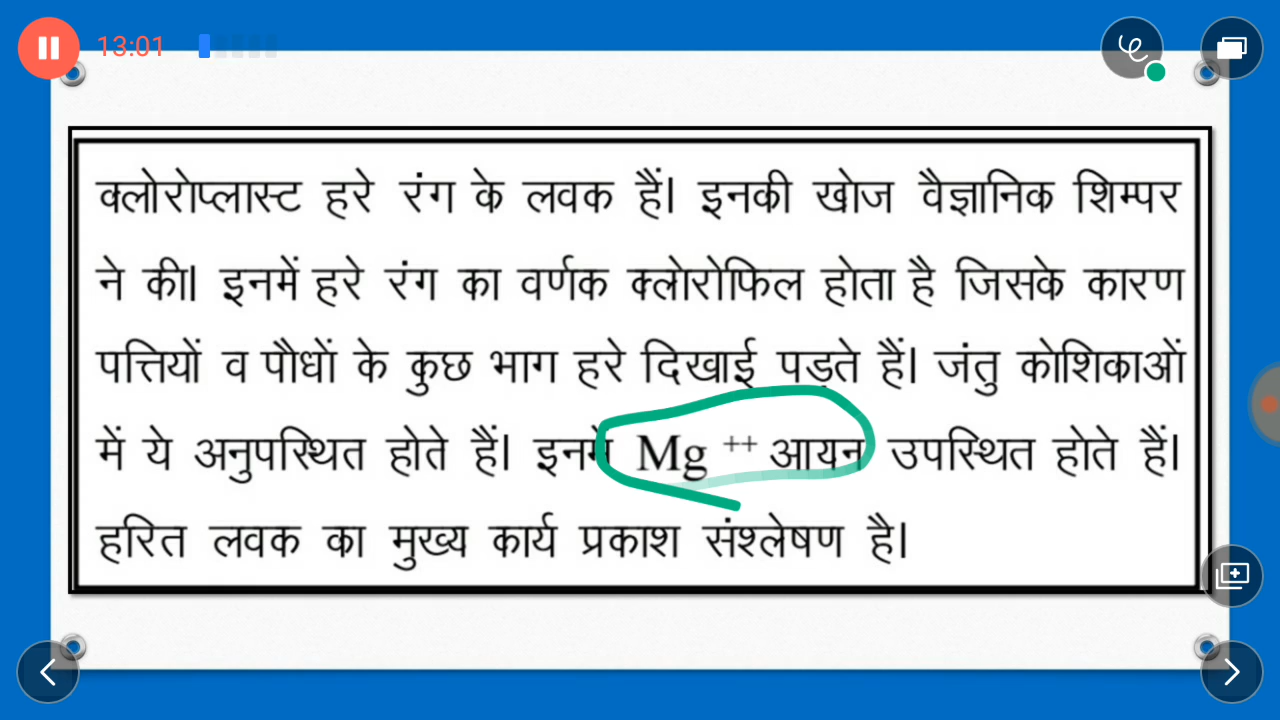 13:01
क्लोरोप्लास्ट हरे रंग के लवक हैं। इनकी खोज वैज्ञानिक शिम्पर
ने की। इनमें हरे रंग का वर्णक क्लोरोफिल होता है जिसके कारण
पत्तियों व पौधों के कुछ भाग हरे दिखाई पड़ते हैं। जंतु कोशिकाओं
में ये अनुपस्थित होते हैं। इनमें Mg ++ आयन उपस्थित होते हैं।
हरित लवक का मुख्य कार्य प्रकाश संश्लेषण है।